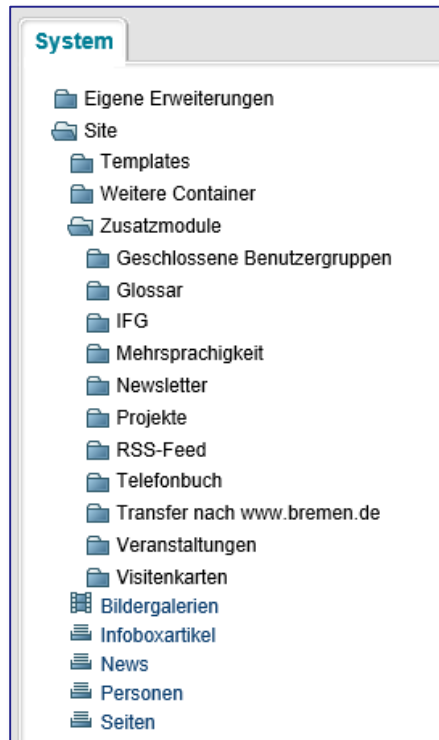 System
Eigene Erweiterungen
Site
Templates
Weitere Container
Zusatzmodule
Geschlossene Benutzergruppen
Glossar
IFG
Mehrsprachigkeit
Newsletter
Projekte
RSS-Feed
Telefonbuch
Transfer nach www.bremen.de
Veranstaltungen
Visitenkarten
Bildergalerien
Infoboxartikel
News
Personen
Seiten